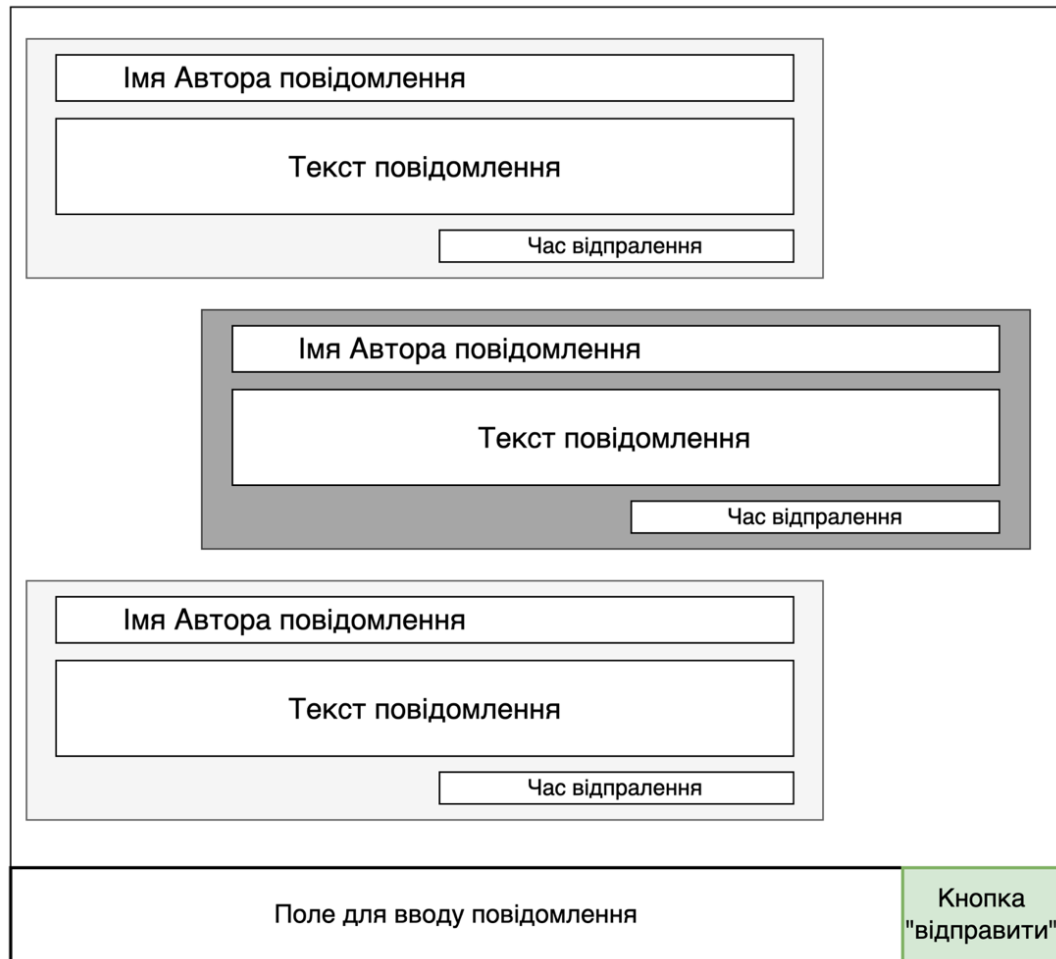 Імя Автора повідомлення
Текст повідомлення
Час відпралення
Імя Автора повідомлення
Текст повідомлення
Час відпралення
Імя Автора повідомлення
Текст повідомлення
Час відпралення
Поле для вводу повідомлення
Кнопка
"відправити"